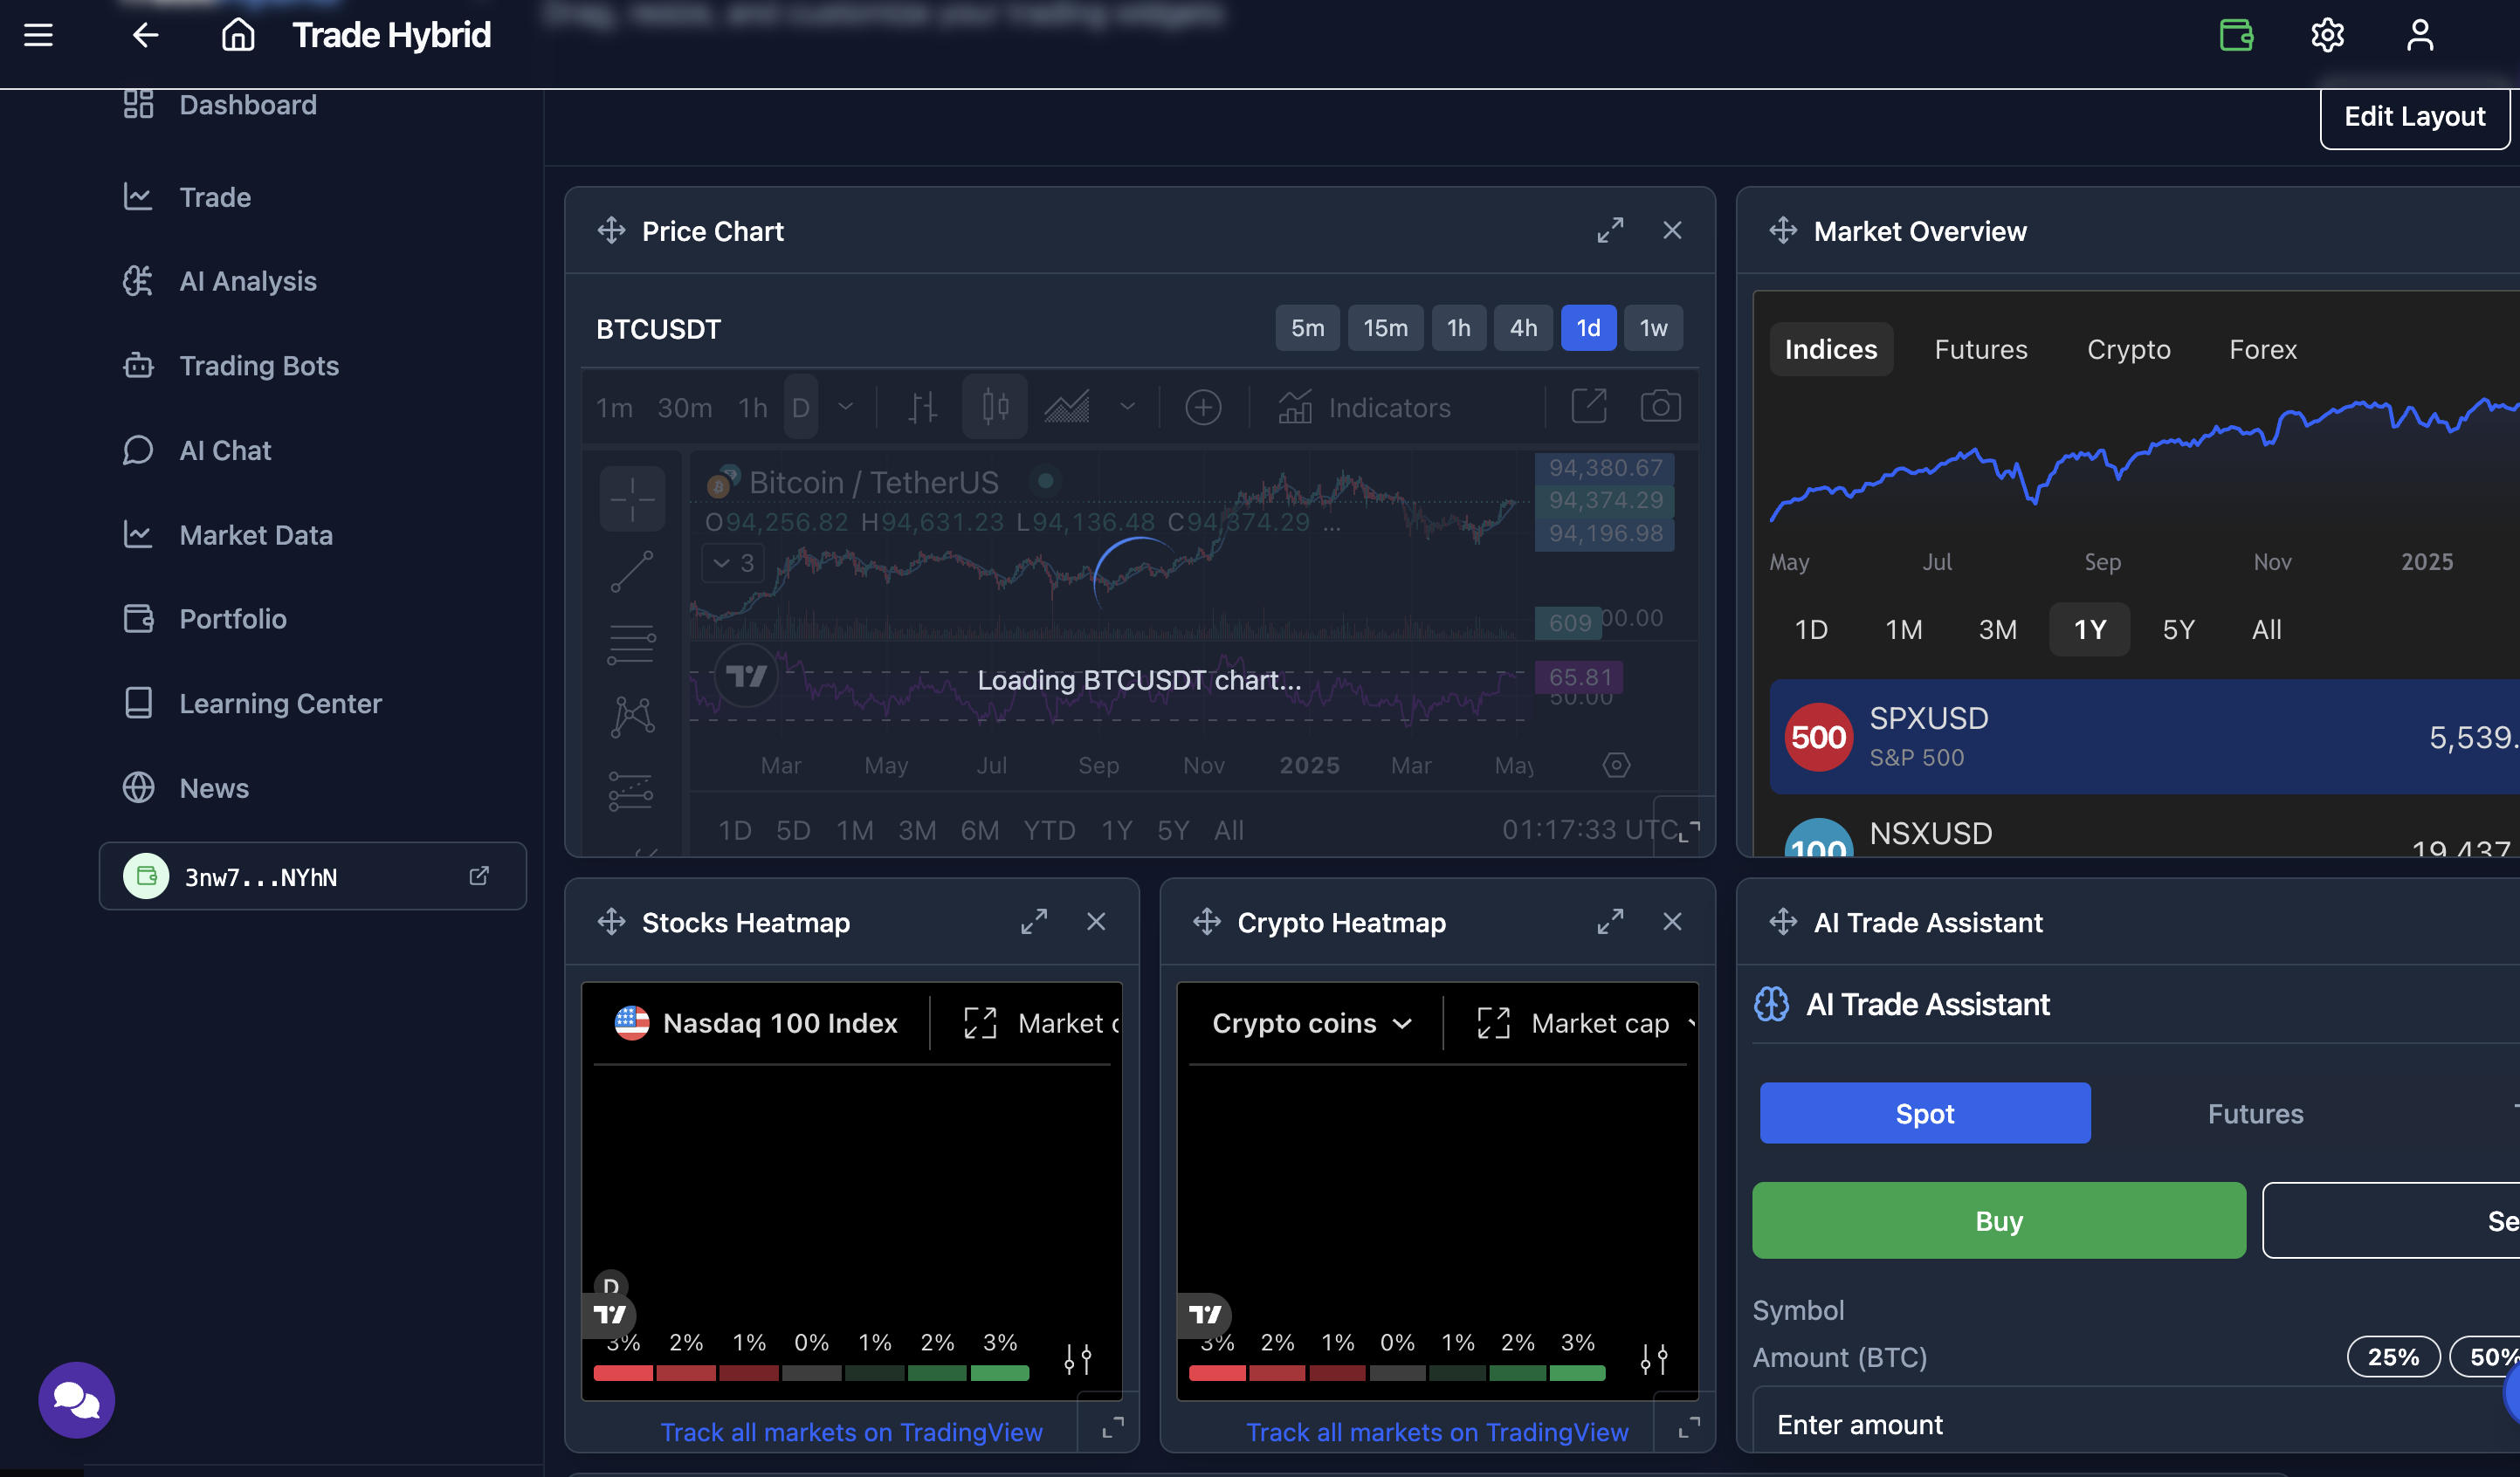 Trade Hybrid
Drag, resize, and customise your trading widgets
Edit Layout
Dashboard
Trade
AI Analysis
Trading Bots
AI Chat
Market Data
Portfolio
Learning Center
News
3nw7...NYhN
Price Chart
BTCUSDT
5m 15m 1h 4h 1d 1w
1m 30m 1h D
Indicators
Bitcoin / TetherUS
O94,256.82 H94,631.23 L94,136.48 C94,374.29 ...
3
94,380.67
94,374.29
94,196.98
609
00.00
65.81
50.00
Loading BTCUSDT chart...
Mar May Jul Sep Nov 2025 Mar May
1D 5D 1M 3M 6M YTD 1Y 5Y All
01:17:33 UTC
Market Overview
Indices Futures Crypto Forex
May Jul Sep Nov 2025
1D 1M 3M 1Y 5Y All
500
SPXUSD
S&P 500
5,539.
100
NSXUSD
19,437
Stocks Heatmap
Nasdaq 100 Index
Market c
D
3% 2% 1% 0% 1% 2% 3%
Track all markets on TradingView
Crypto Heatmap
Crypto coins
Market cap
3% 2% 1% 0% 1% 2% 3%
Track all markets on TradingView
AI Trade Assistant
AI Trade Assistant
Spot
Futures
Buy
Se
Symbol
Amount (BTC)
25%
50%
Enter amount